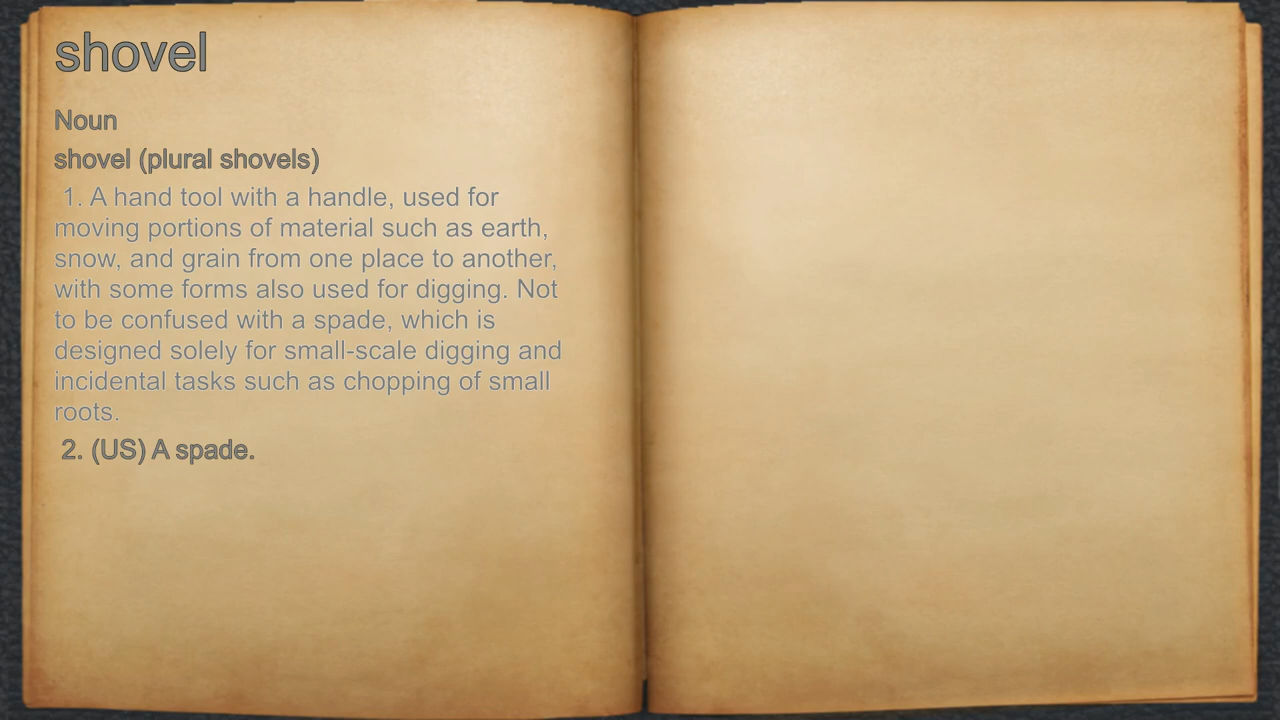 shovel
Noun
shovel (plural shovels)
1. A hand tool with a handle, used for
moving portions of material such as earth,
snow, and grain from one place to another,
with some forms also used for digging. Not
to be confused with a spade, which is
designed solely for small-scale digging and
incidental tasks such as chopping of small
roots.
2. (US) A spade.